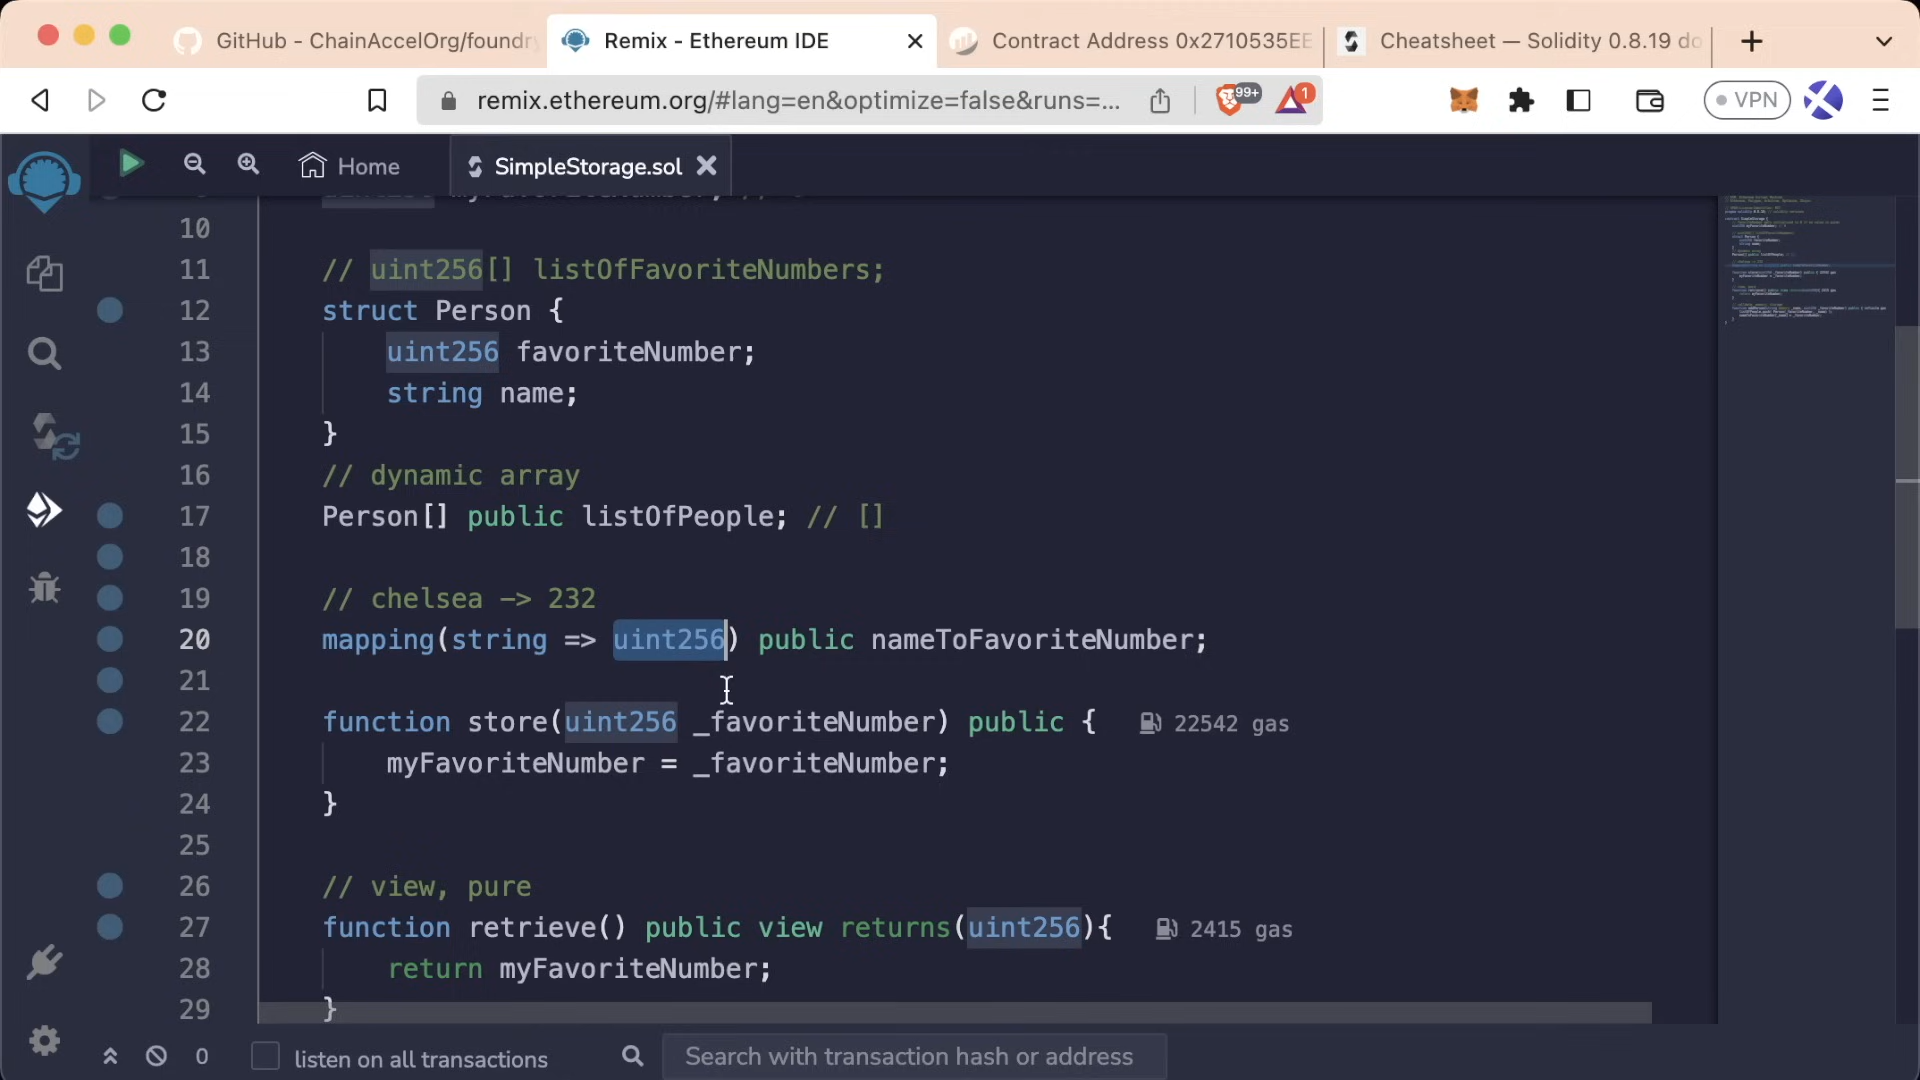 GitHub - ChainAccelOrg/foundry
Remix - Ethereum IDE
Contract Address 0x2710535EE
Cheatsheet — Solidity 0.8.19 do
remix.ethereum.org/#lang=en&optimize=false&runs=...
99+
1
VPN
Home
SimpleStorage.sol
10
11 // uint256[] listOfFavoriteNumbers;
12 struct Person {
13 uint256 favoriteNumber;
14 string name;
15 }
16 // dynamic array
17 Person[] public listOfPeople; // []
18
19 // chelsea -> 232
20 mapping(string => uint256) public nameToFavoriteNumber;
21
22 function store(uint256 _favoriteNumber) public { 22542 gas
23 myFavoriteNumber = _favoriteNumber;
24 }
25
26 // view, pure
27 function retrieve() public view returns(uint256){ 2415 gas
28 return myFavoriteNumber;
29 }
0
listen on all transactions
Search with transaction hash or address